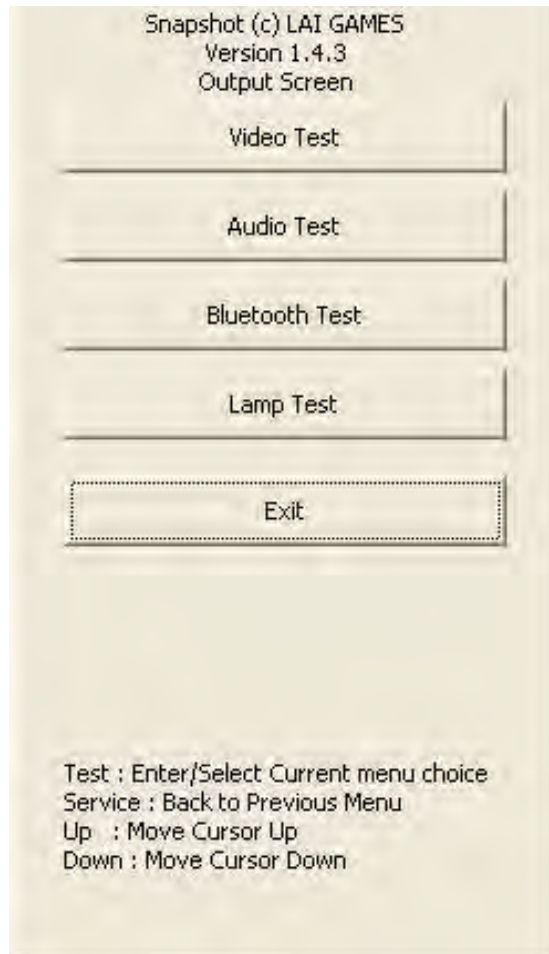 Snapshot (c) LAI GAMES
Version 1.4.3
Output Screen
Video Test
Audio Test
Bluetooth Test
Lamp Test
Exit
Test : Enter/Select Current menu choice
Service : Back to Previous Menu
Up : Move Cursor Up
Down : Move Cursor Down